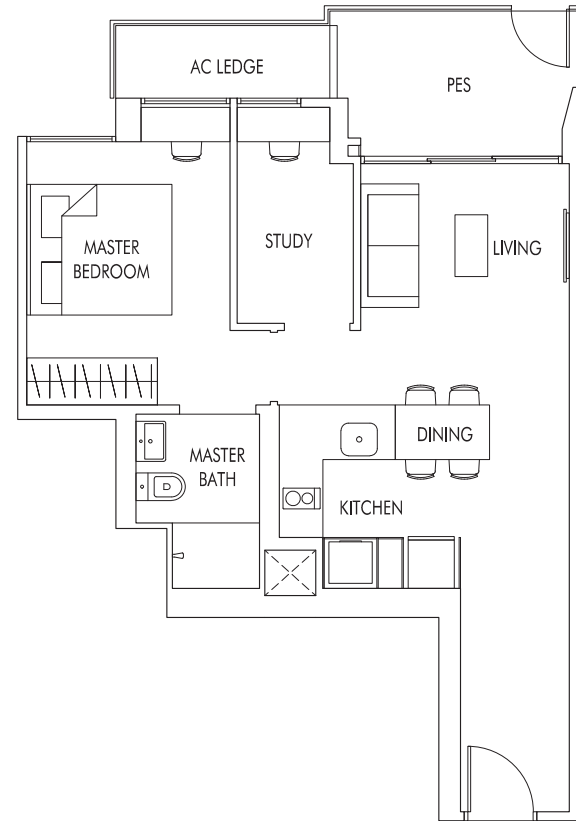 AC LEDGE
PES
MASTER
BEDROOM
STUDY
LIVING
DINING
MASTER
BATH
KITCHEN